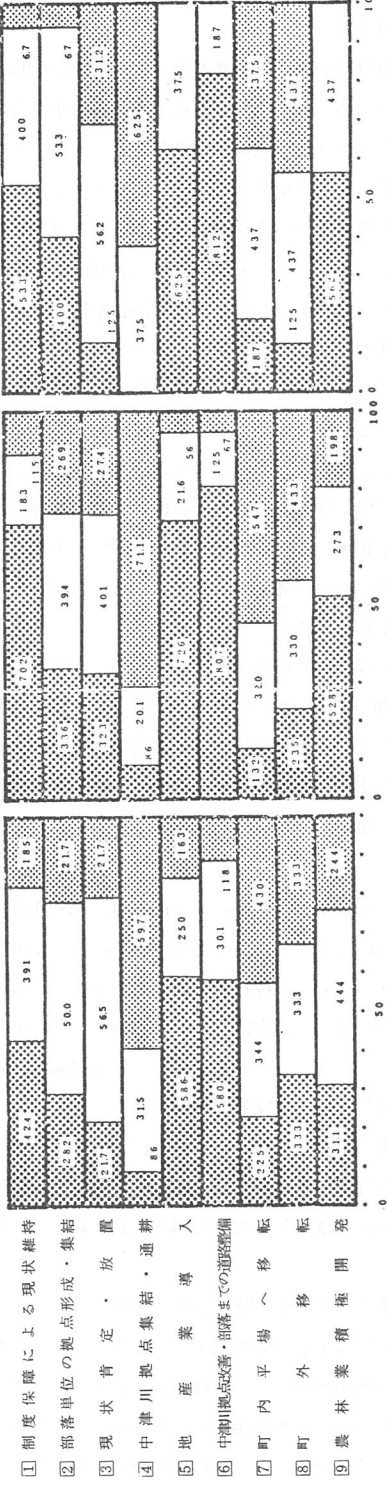 1 制度保障による現状維持 42.4 39.1 18.5 70.2 18.3 11.5 53.3 40.0 6.7
2 部落単位の拠点形成・集結 28.2 50.0 21.7 33.6 39.4 26.9 40.0 53.3 6.7
3 現状肯定・放置 21.7 56.5 21.7 32.3 40.1 27.4 12.5 56.2 31.2
4 中津川拠点集結・通耕 8.6 31.5 59.7 8.6 20.1 71.1 37.5 62.5
5 地産業導入 58.6 25.0 16.3 72.6 21.6 5.6 62.5 37.5
6 中津川拠点改善・部落までの道路整備 58.0 30.1 11.8 80.7 12.5 6.7 81.2 18.7
7 町内平場へ移転 22.5 34.4 43.0 13.2 32.0 54.7 18.7 43.7 37.5
8 町外移転 33.3 33.3 33.3 23.5 33.0 43.3 12.5 43.7 43.7
9 農林業積極開発 31.1 44.4 24.4 52.8 27.3 19.8 56.2 43.7
0 50 0 50 100 0 50 10